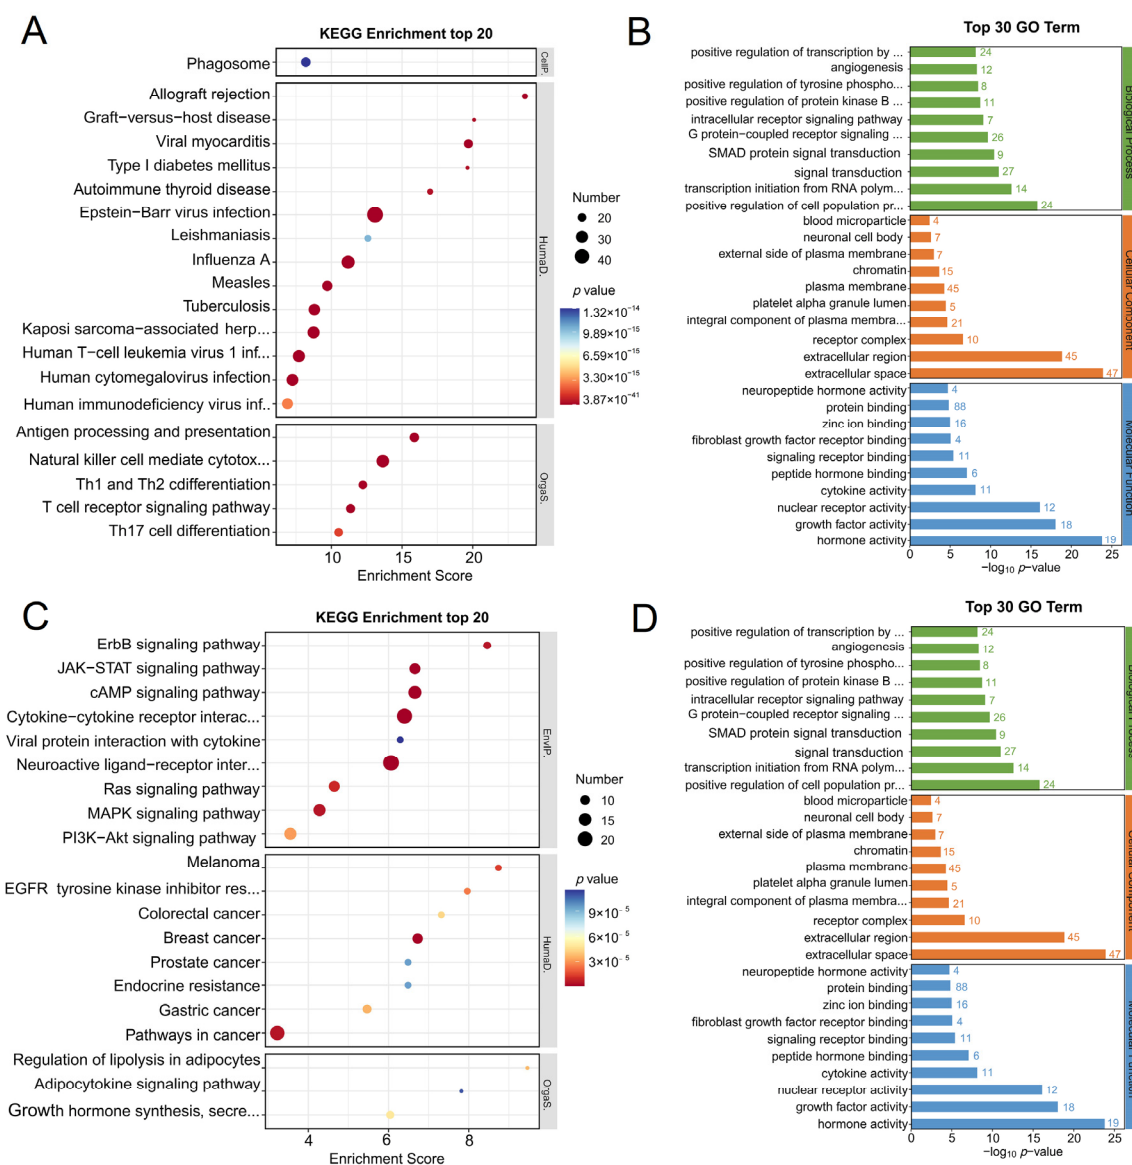 A
KEGG Enrichment top 20
Phagosome
CellP.
Allograft rejection
Graft−versus−host disease
Viral myocarditis
Type I diabetes mellitus
Autoimmune thyroid disease
Epstein−Barr virus infection
Leishmaniasis
Influenza A
Measles
Tuberculosis
Kaposi sarcoma−associated herp...
Human T−cell leukemia virus 1 inf...
Human cytomegalovirus infection
Human immunodeficiency virus inf..
HumaD.
Antigen processing and presentation
Natural killer cell mediate cytotox...
Th1 and Th2 cdifferentiation
T cell receptor signaling pathway
Th17 cell differentiation
OrgaS.
10 15 20
Enrichment Score
Number
20
30
40
p value
1.32×10⁻¹⁴
9.89×10⁻¹⁵
6.59×10⁻¹⁵
3.30×10⁻¹⁵
3.87×10⁻⁴¹
B
Top 30 GO Term
positive regulation of transcription by ... 24
angiogenesis 12
positive regulation of tyrosine phospho... 8
positive regulation of protein kinase B ... 11
intracellular receptor signaling pathway 7
G protein−coupled receptor signaling ... 26
SMAD protein signal transduction 9
signal transduction 27
transcription initiation from RNA polym... 14
positive regulation of cell population pr... 24
Biological Process
blood microparticle 4
neuronal cell body 7
external side of plasma membrane 7
chromatin 15
plasma membrane 45
platelet alpha granule lumen 5
integral component of plasma membra... 21
receptor complex 10
extracellular region 45
extracellular space 47
Cellular Component
neuropeptide hormone activity 4
protein binding 88
zinc ion binding 16
fibroblast growth factor receptor binding 4
signaling receptor binding 11
peptide hormone binding 6
cytokine activity 11
nuclear receptor activity 12
growth factor activity 18
hormone activity 19
Molecular Function
0 5 10 15 20 25
−log₁₀ p−value
C
KEGG Enrichment top 20
ErbB signaling pathway
JAK−STAT signaling pathway
cAMP signaling pathway
Cytokine−cytokine receptor interac...
Viral protein interaction with cytokine
Neuroactive ligand−receptor inter...
Ras signaling pathway
MAPK signaling pathway
PI3K−Akt signaling pathway
EnvIP.
Melanoma
EGFR tyrosine kinase inhibitor res...
Colorectal cancer
Breast cancer
Prostate cancer
Endocrine resistance
Gastric cancer
Pathways in cancer
HumaD.
Regulation of lipolysis in adipocytes
Adipocytokine signaling pathway
Growth hormone synthesis, secre...
OrgaS.
4 6 8
Enrichment Score
Number
10
15
20
p value
9×10⁻⁵
6×10⁻⁵
3×10⁻⁵
D
Top 30 GO Term
positive regulation of transcription by ... 24
angiogenesis 12
positive regulation of tyrosine phospho... 8
positive regulation of protein kinase B ... 11
intracellular receptor signaling pathway 7
G protein−coupled receptor signaling ... 26
SMAD protein signal transduction 9
signal transduction 27
transcription initiation from RNA polym... 14
positive regulation of cell population pr... 24
Biological Process
blood microparticle 4
neuronal cell body 7
external side of plasma membrane 7
chromatin 15
plasma membrane 45
platelet alpha granule lumen 5
integral component of plasma membra... 21
receptor complex 10
extracellular region 45
extracellular space 47
Cellular Component
neuropeptide hormone activity 4
protein binding 88
zinc ion binding 16
fibroblast growth factor receptor binding 4
signaling receptor binding 11
peptide hormone binding 6
cytokine activity 11
nuclear receptor activity 12
growth factor activity 18
hormone activity 19
Molecular Function
0 5 10 15 20 25
−log₁₀ p−value